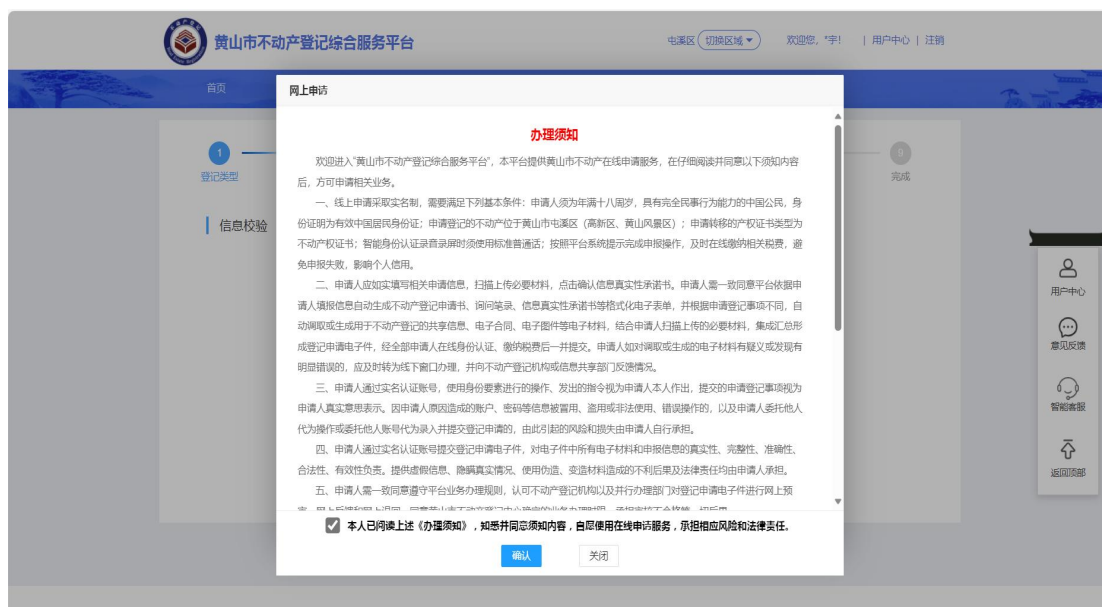 黄山市不动产登记综合服务平台
屯溪区 切换区域 欢迎您，*宇! | 用户中心 | 注销
首页
网上申请
办理须知
欢迎进入"黄山市不动产登记综合服务平台"，本平台提供黄山市不动产在线申请服务，在仔细阅读并同意以下须知内容
后，方可申请相关业务。
一、线上申请采取实名制，需要满足下列基本条件：申请人须为年满十八周岁，具有完全民事行为能力的中国公民，身
份证明为有效中国居民身份证；申请登记的不动产位于黄山市屯溪区（高新区、黄山风景区）；申请转移的产权证书类型为
不动产权证书；智能身份认证录音录屏时须使用标准普通话；按照平台系统提示完成申报操作，及时在线缴纳相关税费，避
免申报失败，影响个人信用。
二、申请人应如实填写相关申请信息，扫描上传必要材料，点击确认信息真实性承诺书。申请人需一致同意平台依据申
请人填报信息自动生成不动产登记申请书、询问笔录、信息真实性承诺书等格式化电子表单，并根据申请登记事项不同，自
动调取或生成用于不动产登记的共享信息、电子合同、电子图件等电子材料，结合申请人扫描上传的必要材料，集成汇总形
成登记申请电子件，经全部申请人在线身份认证、缴纳税费后一并提交。申请人如对调取或生成的电子材料有疑义或发现有
明显错误的，应及时转为线下窗口办理，并向不动产登记机构或信息共享部门反馈情况。
三、申请人通过实名认证账号，使用身份要素进行的操作、发出的指令视为申请人本人作出，提交的申请登记事项视为
申请人真实意思表示。因申请人原因造成的账户、密码等信息被冒用、盗用或非法使用、错误操作的，以及申请人委托他人
代为操作或委托他人账号代为录入并提交登记申请的，由此引起的风险和损失由申请人自行承担。
四、申请人通过实名认证账号提交登记申请电子件，对电子件中所有电子材料和申报信息的真实性、完整性、准确性、
合法性、有效性负责。提供虚假信息、隐瞒真实情况、使用伪造、变造材料造成的不利后果及法律责任均由申请人承担。
五、申请人需一致同意遵守平台业务办理规则，认可不动产登记机构以及并行办理部门对登记申请电子件进行网上预
本人已阅读上述《办理须知》，知悉并同意须知内容，自愿使用在线申请服务，承担相应风险和法律责任。
确认 关闭
1
登记类型
9
完成
信息校验
用户中心
意见反馈
智能客服
返回顶部